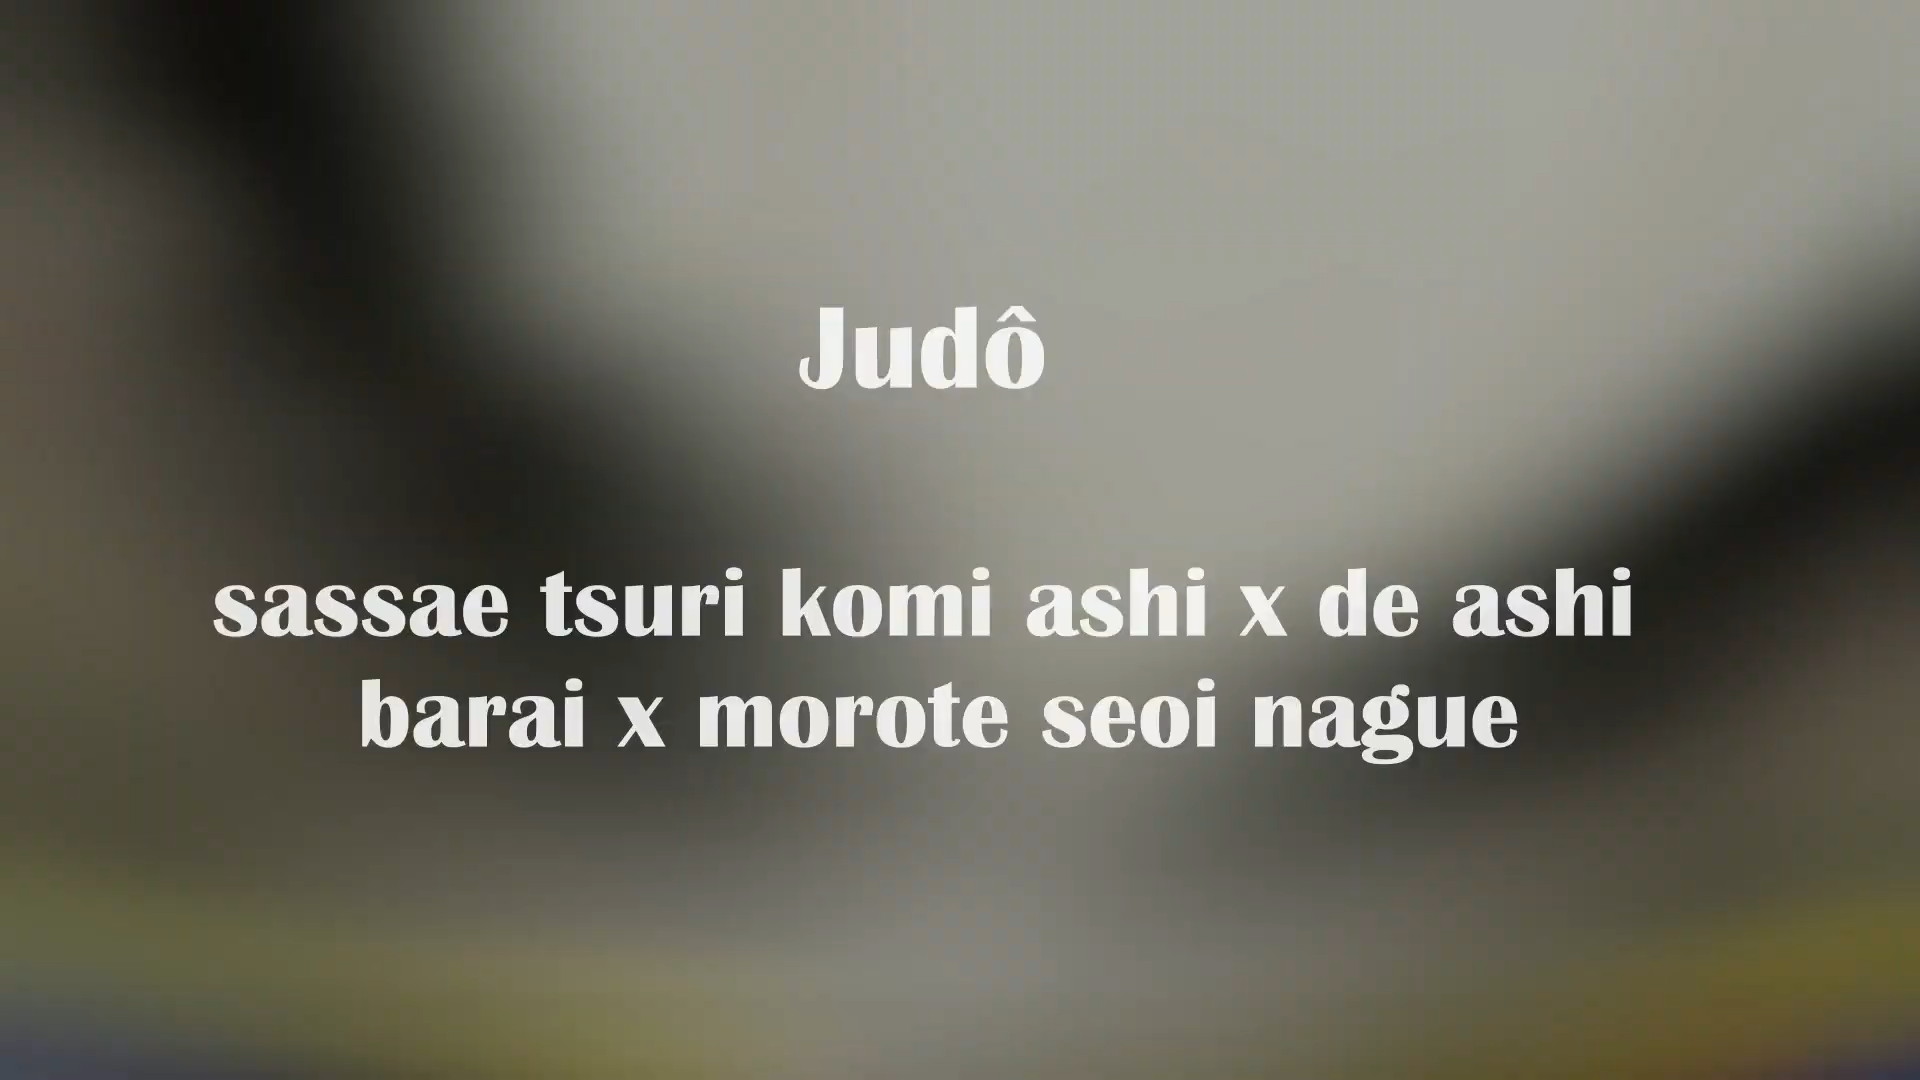 Judô
sassae tsuri komi ashi x de ashi
barai x morote seoi nague